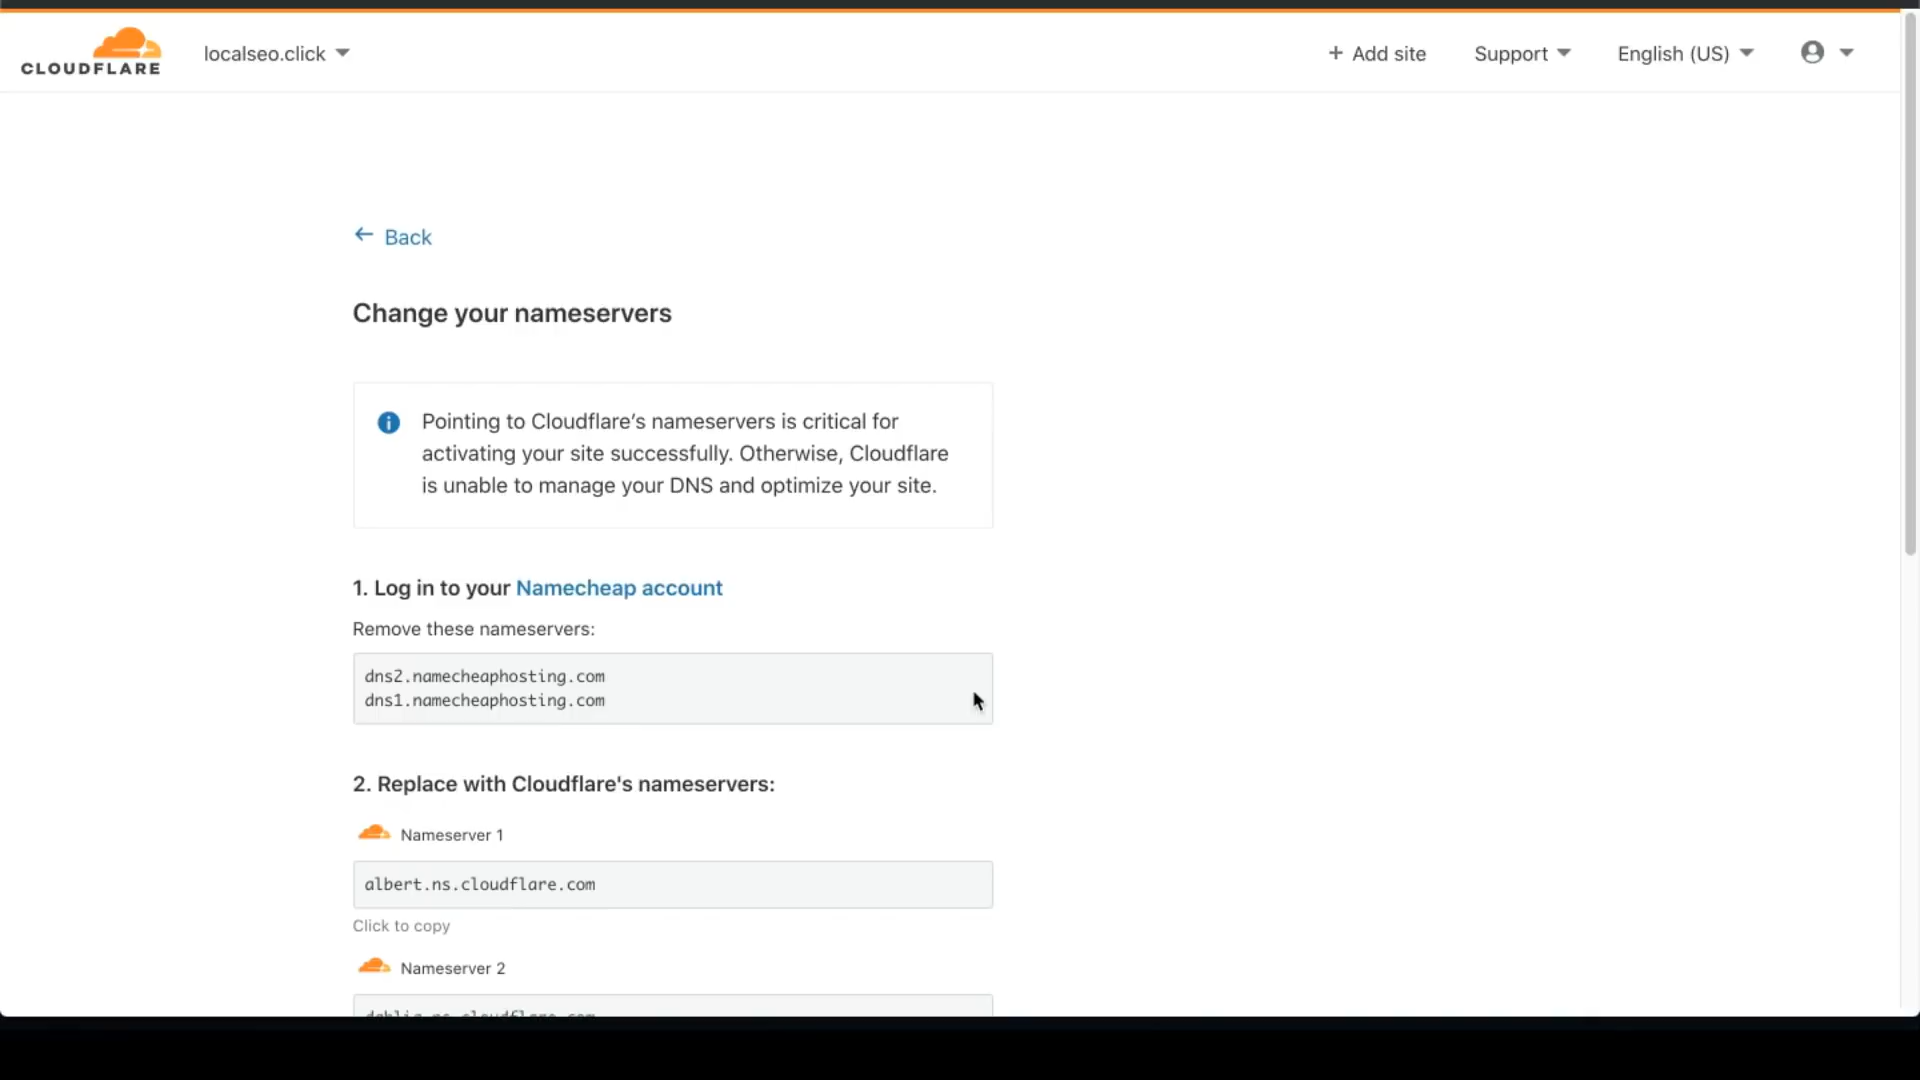 CLOUDFLARE
localseo.click
+ Add site
Support
English (US)
← Back
Change your nameservers
Pointing to Cloudflare’s nameservers is critical for
activating your site successfully. Otherwise, Cloudflare
is unable to manage your DNS and optimize your site.
1. Log in to your Namecheap account
Remove these nameservers:
dns2.namecheaphosting.com
dns1.namecheaphosting.com
2. Replace with Cloudflare's nameservers:
Nameserver 1
albert.ns.cloudflare.com
Click to copy
Nameserver 2